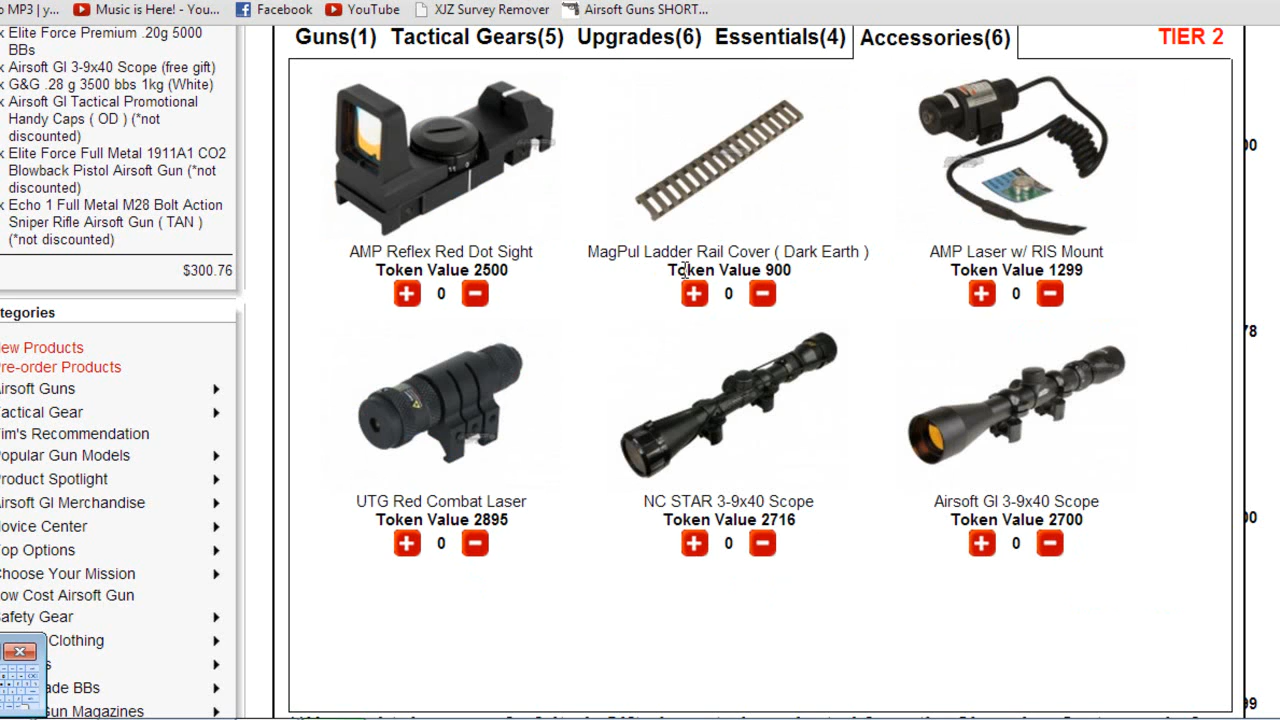 o MP3 | y...
Music is Here! - You...
Facebook
YouTube
XJZ Survey Remover
Airsoft Guns SHORT...
x Elite Force Premium .20g 5000
BBs
x Airsoft GI 3-9x40 Scope (free gift)
x G&G .28 g 3500 bbs 1kg (White)
x Airsoft GI Tactical Promotional
Handy Caps ( OD ) (*not
discounted)
x Elite Force Full Metal 1911A1 CO2
Blowback Pistol Airsoft Gun (*not
discounted)
x Echo 1 Full Metal M28 Bolt Action
Sniper Rifle Airsoft Gun ( TAN )
(*not discounted)
$300.76
tegories
ew Products
re-order Products
irsoft Guns
actical Gear
im's Recommendation
opular Gun Models
roduct Spotlight
irsoft GI Merchandise
ovice Center
op Options
hoose Your Mission
ow Cost Airsoft Gun
afety Gear
Clothing
s
ade BBs
un Magazines
Guns(1)
Tactical Gears(5)
Upgrades(6)
Essentials(4)
Accessories(6)
TIER 2
AMP Reflex Red Dot Sight
Token Value 2500
0
MagPul Ladder Rail Cover ( Dark Earth )
Token Value 900
0
AMP Laser w/ RIS Mount
Token Value 1299
0
UTG Red Combat Laser
Token Value 2895
0
NC STAR 3-9x40 Scope
Token Value 2716
0
Airsoft GI 3-9x40 Scope
Token Value 2700
0
00
78
00
99